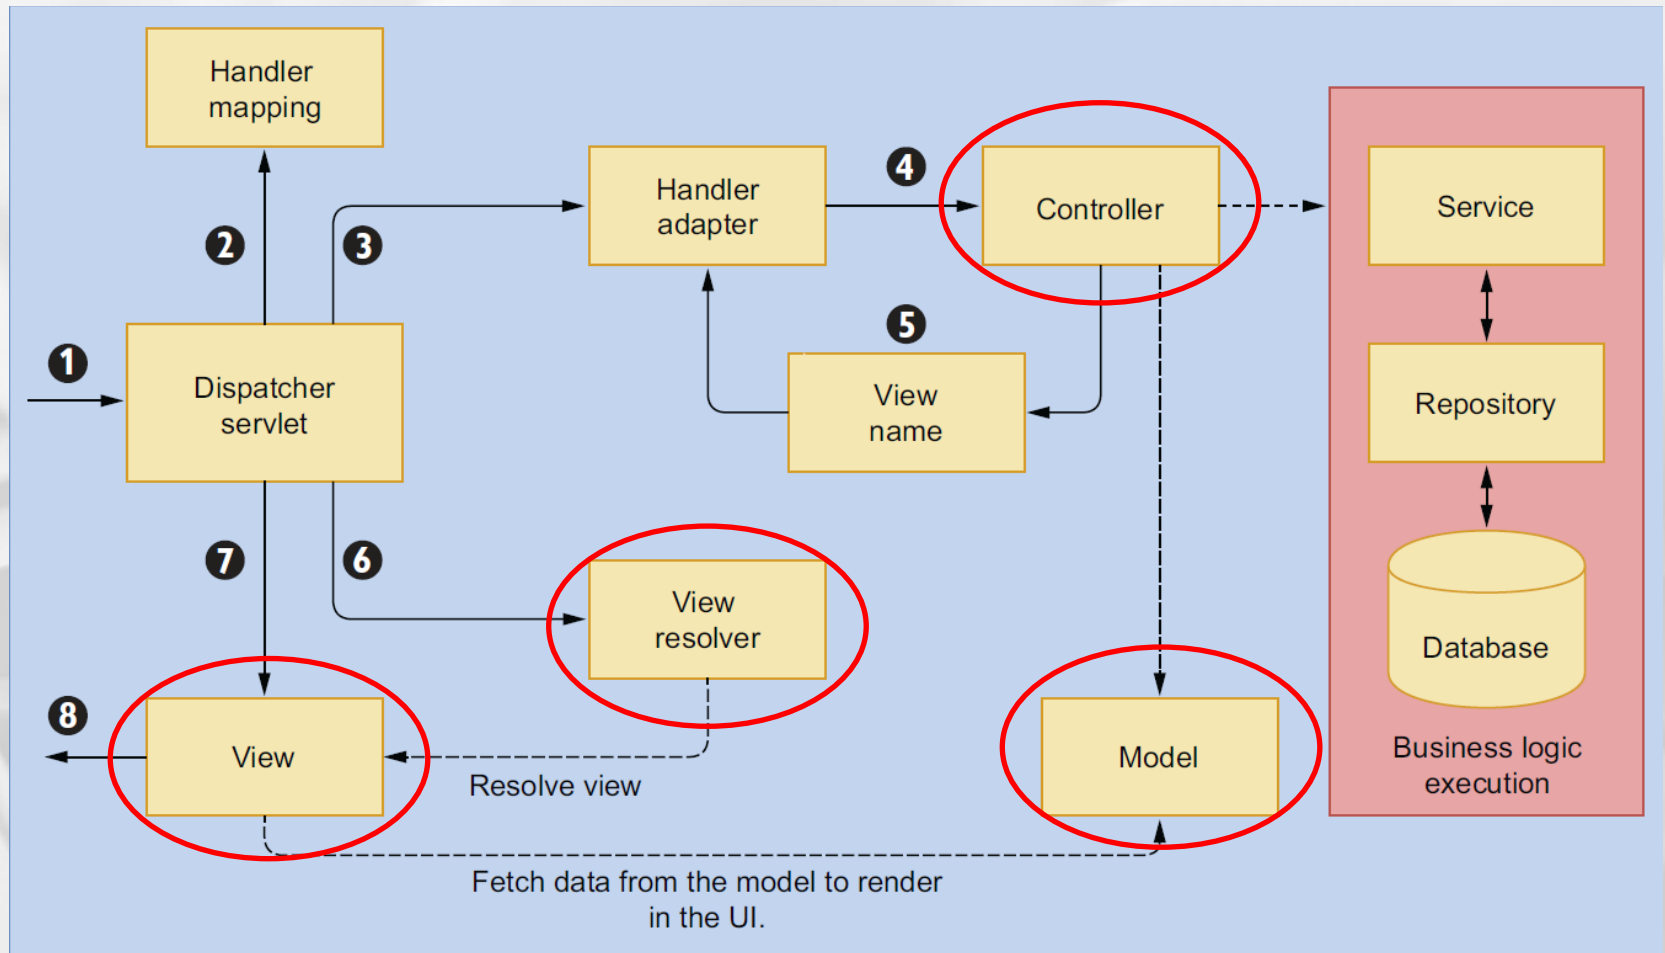 Handler
mapping
2
3
Handler
adapter
4
Controller
Service
1
Dispatcher
servlet
5
View
name
Repository
7
6
View
resolver
Database
8
View
Resolve view
Model
Business logic
execution
Fetch data from the model to render
in the UI.